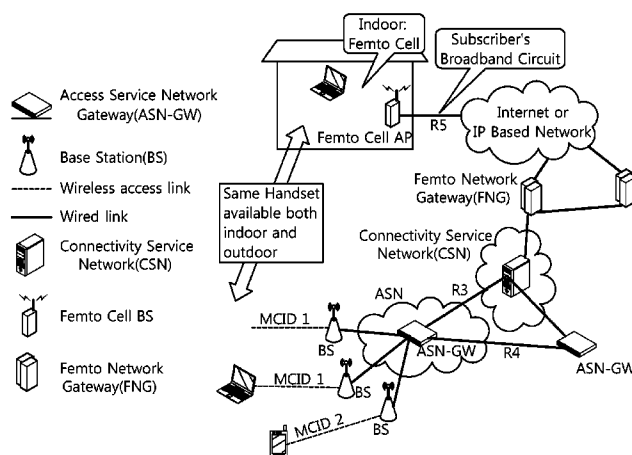 Access Service Network
Gateway(ASN-GW)
Base Station(BS)
Wireless access link
Wired link
Connectivity Service
Network(CSN)
Femto Cell BS
Femto Network
Gateway(FNG)
Indoor:
Femto Cell
Subscriber's
Broadband Circuit
Femto Cell AP
R5
Internet or
IP Based Network
Same Handset
available both
indoor and
outdoor
Femto Network
Gateway(FNG)
Connectivity Service
Network(CSN)
ASN
R3
MCID 1
BS
ASN-GW
R4
ASN-GW
MCID 1
BS
MCID 2
BS